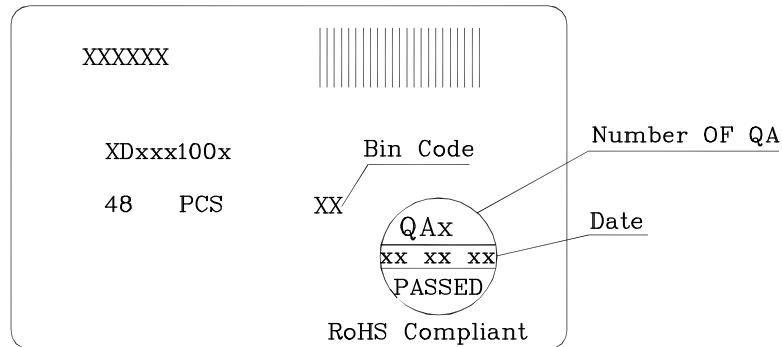 XXXXXX
XDxxx100x
Bin Code
Number OF QA
48 PCS
XX
QAx
Date
xx xx xx
PASSED
RoHS Compliant